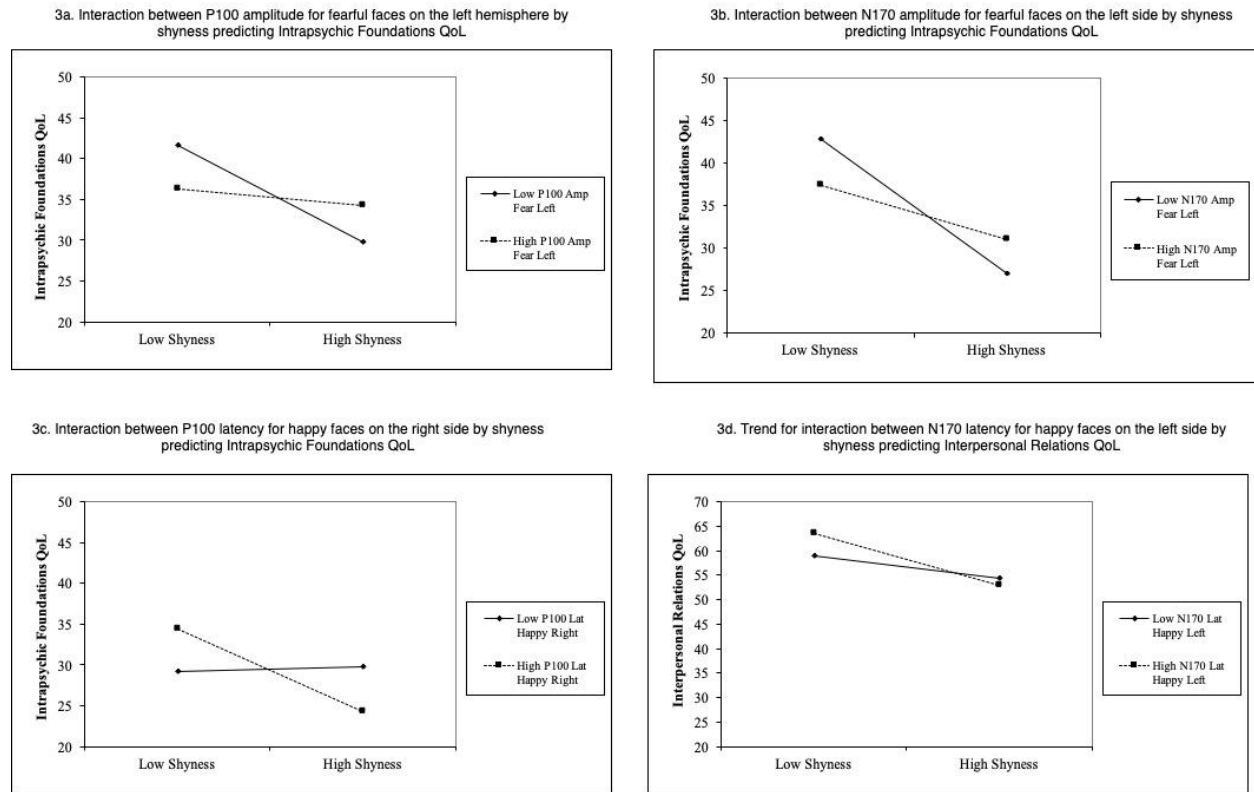 3a. Interaction between P100 amplitude for fearful faces on the left hemisphere by
shyness predicting Intrapsychic Foundations QoL
Intrapsychic Foundations QoL
50
45
40
35
30
25
20
Low Shyness
High Shyness
Low P100 Amp
Fear Left
High P100 Amp
Fear Left
3b. Interaction between N170 amplitude for fearful faces on the left side by shyness
predicting Intrapsychic Foundations QoL
Intrapsychic Foundations QoL
50
45
40
35
30
25
20
Low Shyness
High Shyness
Low N170 Amp
Fear Left
High N170 Amp
Fear Left
3c. Interaction between P100 latency for happy faces on the right side by shyness
predicting Intrapsychic Foundations QoL
Intrapsychic Foundations QoL
50
45
40
35
30
25
20
Low Shyness
High Shyness
Low P100 Lat
Happy Right
High P100 Lat
Happy Right
3d. Trend for interaction between N170 latency for happy faces on the left side by
shyness predicting Interpersonal Relations QoL
Interpersonal Relations QoL
70
65
60
55
50
45
40
35
30
25
20
Low Shyness
High Shyness
Low N170 Lat
Happy Left
High N170 Lat
Happy Left